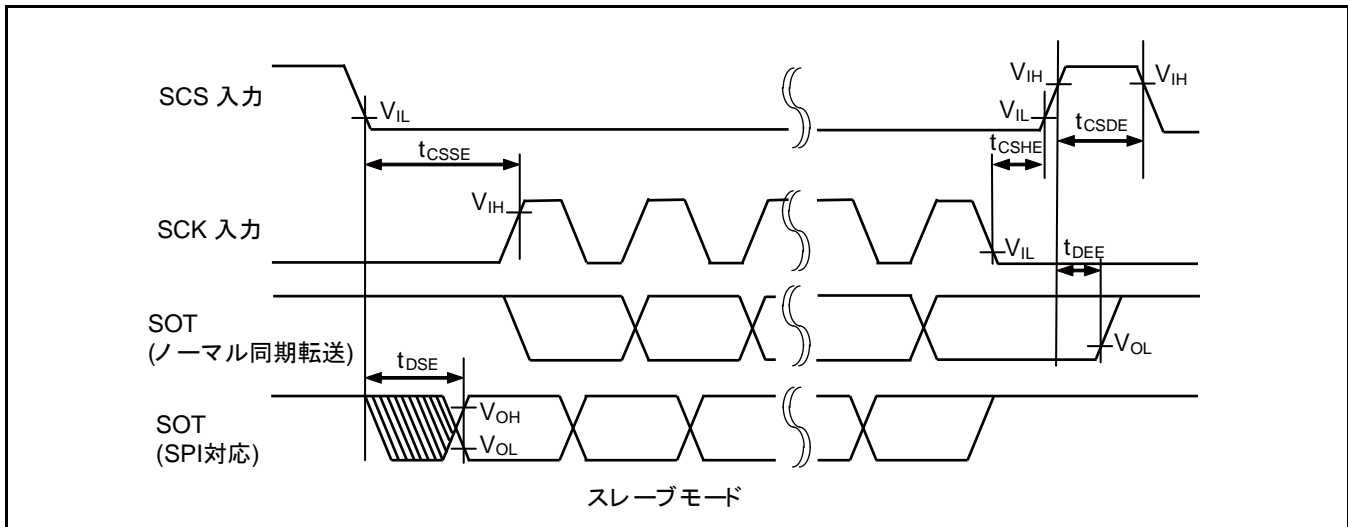 SCS 入力
VIL
VIH
VIH
VIL
tCSDE
tCSSE
tCSHE
SCK 入力
VIH
VIL
tDEE
SOT
(ノーマル同期転送)
VOL
tDSE
SOT
(SPI対応)
VOH
VOL
スレーブモード